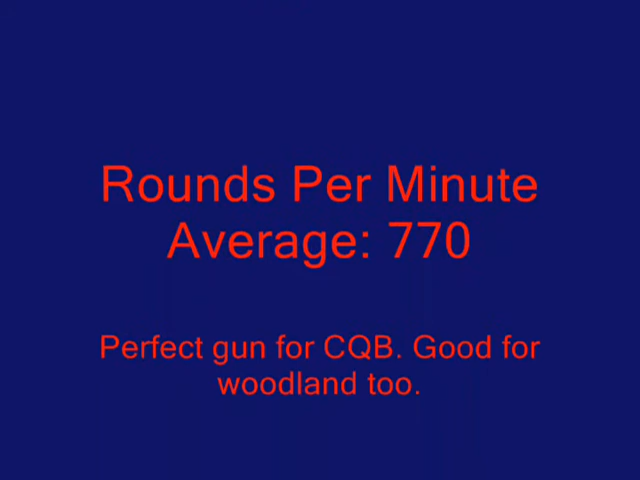 Rounds Per Minute
Average: 770
Perfect gun for CQB. Good for
woodland too.